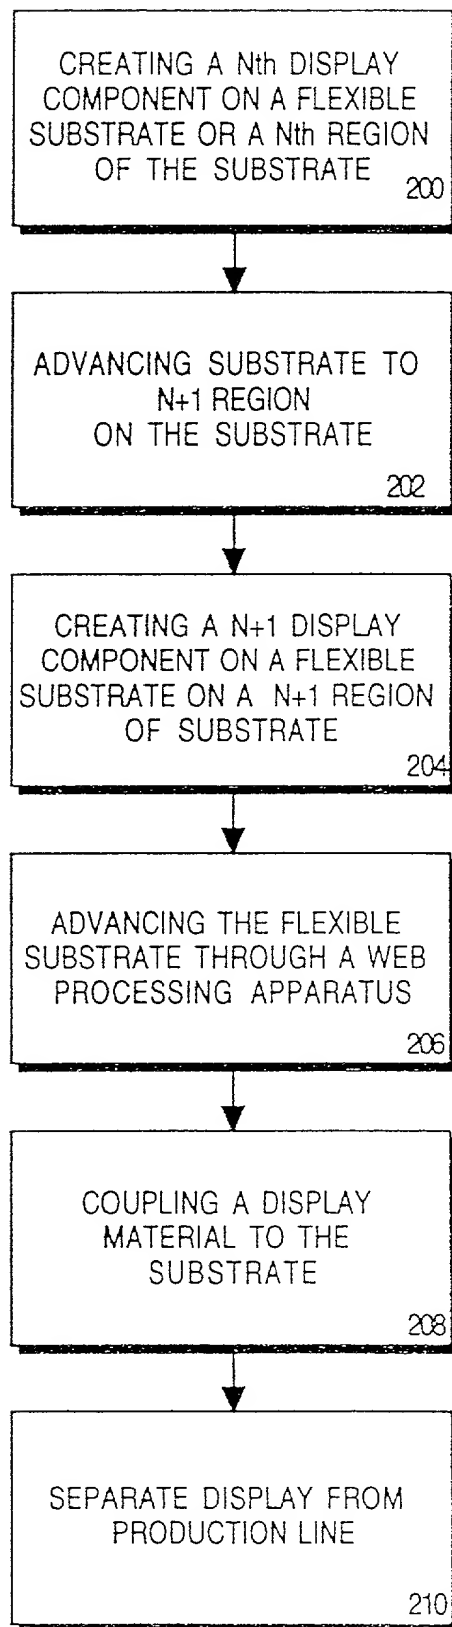 CREATING A Nth DISPLAY
COMPONENT ON A FLEXIBLE
SUBSTRATE OR A Nth REGION
OF THE SUBSTRATE
200
ADVANCING SUBSTRATE TO
N+1 REGION
ON THE SUBSTRATE
202
CREATING A N+1 DISPLAY
COMPONENT ON A FLEXIBLE
SUBSTRATE ON A N+1 REGION
OF SUBSTRATE
204
ADVANCING THE FLEXIBLE
SUBSTRATE THROUGH A WEB
PROCESSING APPARATUS
206
COUPLING A DISPLAY
MATERIAL TO THE
SUBSTRATE
208
SEPARATE DISPLAY FROM
PRODUCTION LINE
210